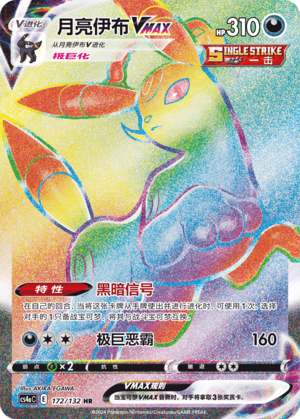 V进化 月亮伊布VMAX HP310
从月亮伊布V进化
极巨化
SINGLE STRIKE
一击
特性 黑暗信号
在自己的回合，当将这张卡牌从手牌使出并进行进化时，可使用1次。选择
对手的1只备战宝可梦，将其与战斗宝可梦互换。
极巨恶霸 160
弱点 ×2 抗性 撤退
Illus. AKIRA EGAWA
CS4aC E 172/132 HR
VMAX规则
当宝可梦VMAX【昏厥】时，对手将拿取3张奖赏卡。
©2024 Pokémon/Nintendo/Creatures/GAME FREAK.